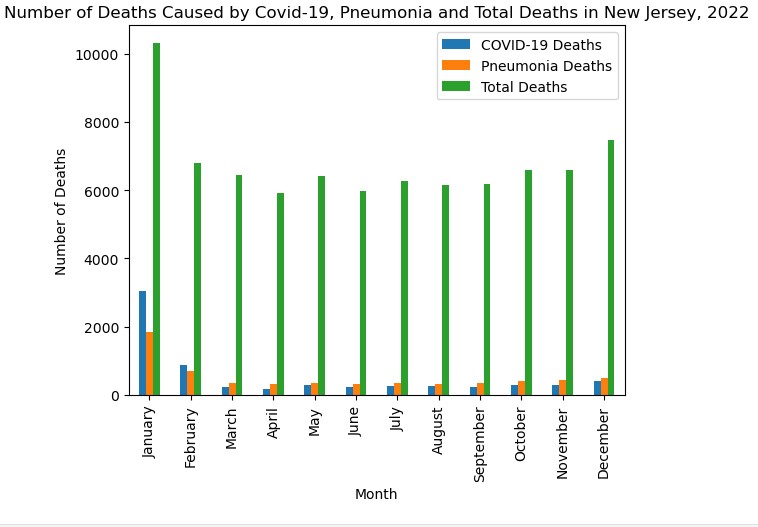 Number of Deaths Caused by Covid-19, Pneumonia and Total Deaths in New Jersey, 2022
COVID-19 Deaths
Pneumonia Deaths
Total Deaths
Number of Deaths
10000
8000
6000
4000
2000
0
January
February
March
April
May
June
July
August
September
October
November
December
Month